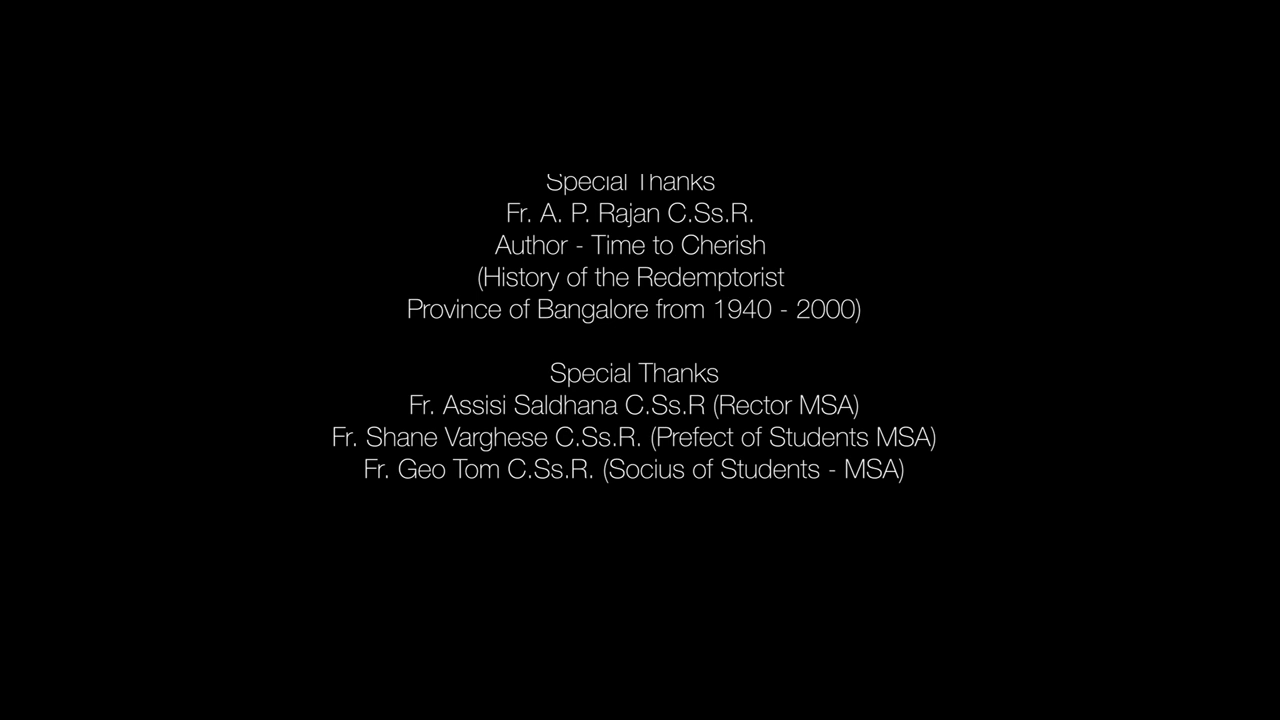 Special Thanks
Fr. A. P. Rajan C.Ss.R.
Author - Time to Cherish
(History of the Redemptorist
Province of Bangalore from 1940 - 2000)
Special Thanks
Fr. Assisi Saldhana C.Ss.R (Rector MSA)
Fr. Shane Varghese C.Ss.R. (Prefect of Students MSA)
Fr. Geo Tom C.Ss.R. (Socius of Students - MSA)